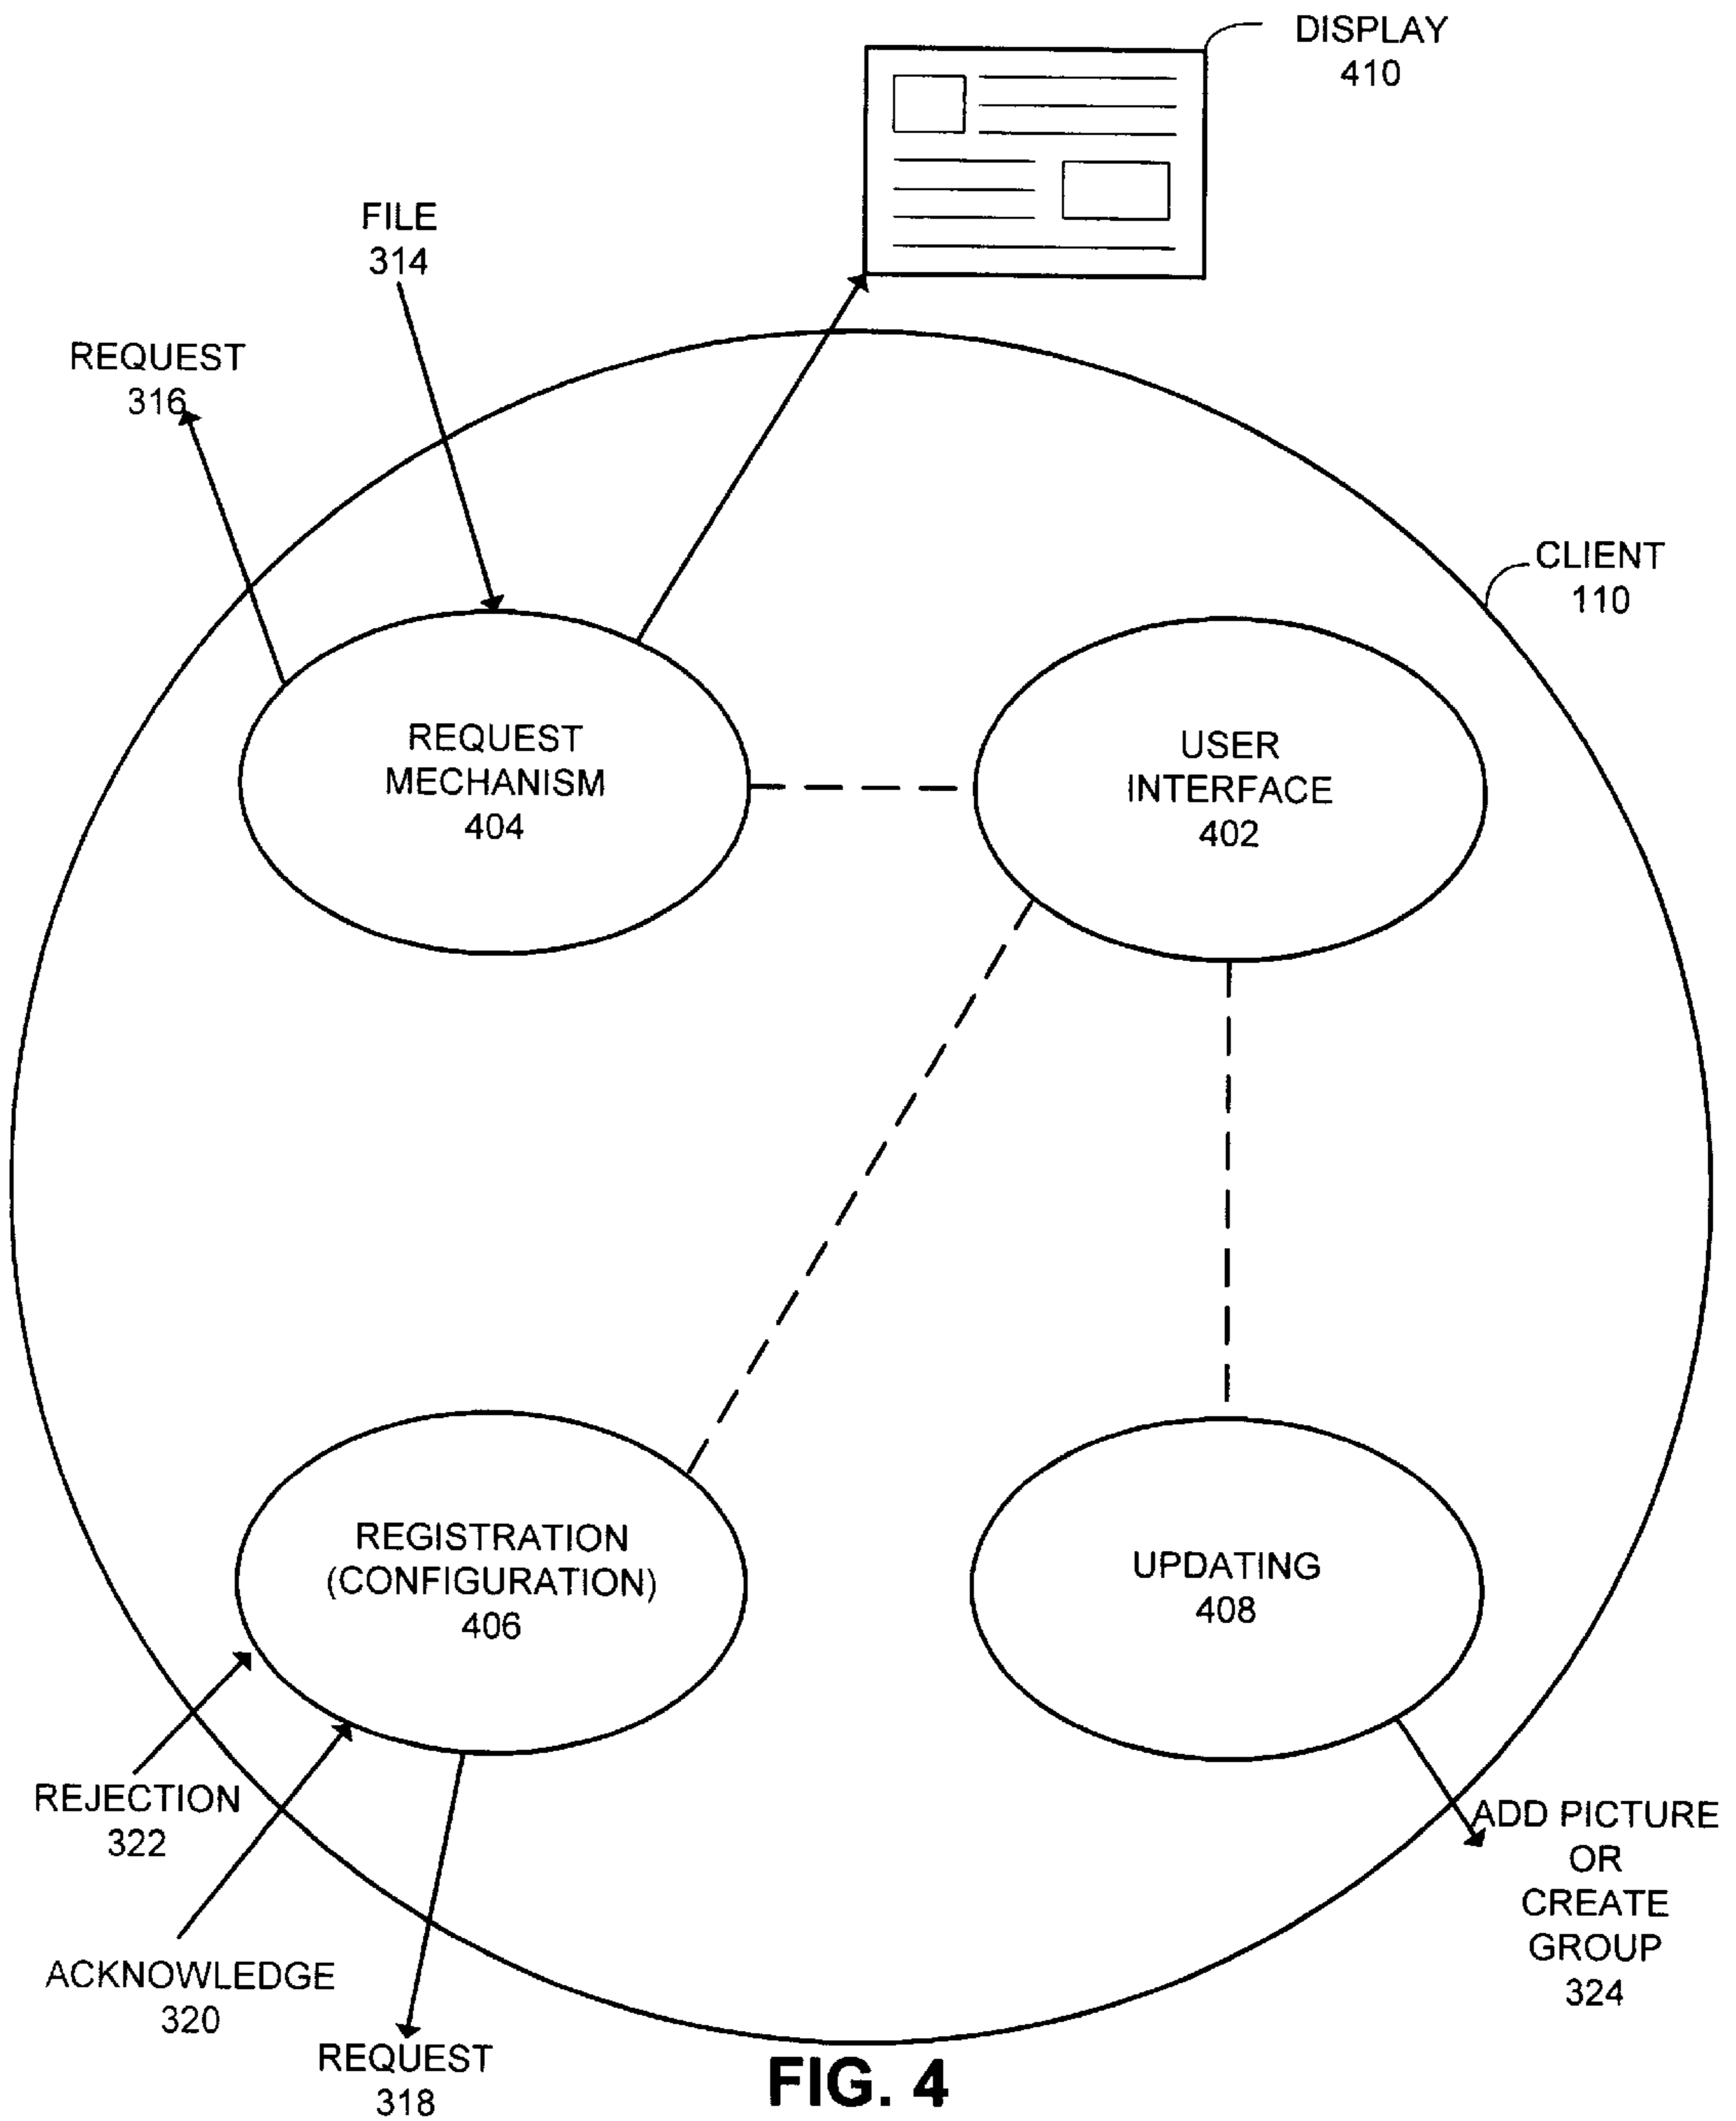 DISPLAY
410
FILE
314
REQUEST
316
CLIENT
110
REQUEST
MECHANISM
404
USER
INTERFACE
402
REGISTRATION
(CONFIGURATION)
406
UPDATING
408
REJECTION
322
ACKNOWLEDGE
320
REQUEST
318
ADD PICTURE
OR
CREATE
GROUP
324
FIG. 4